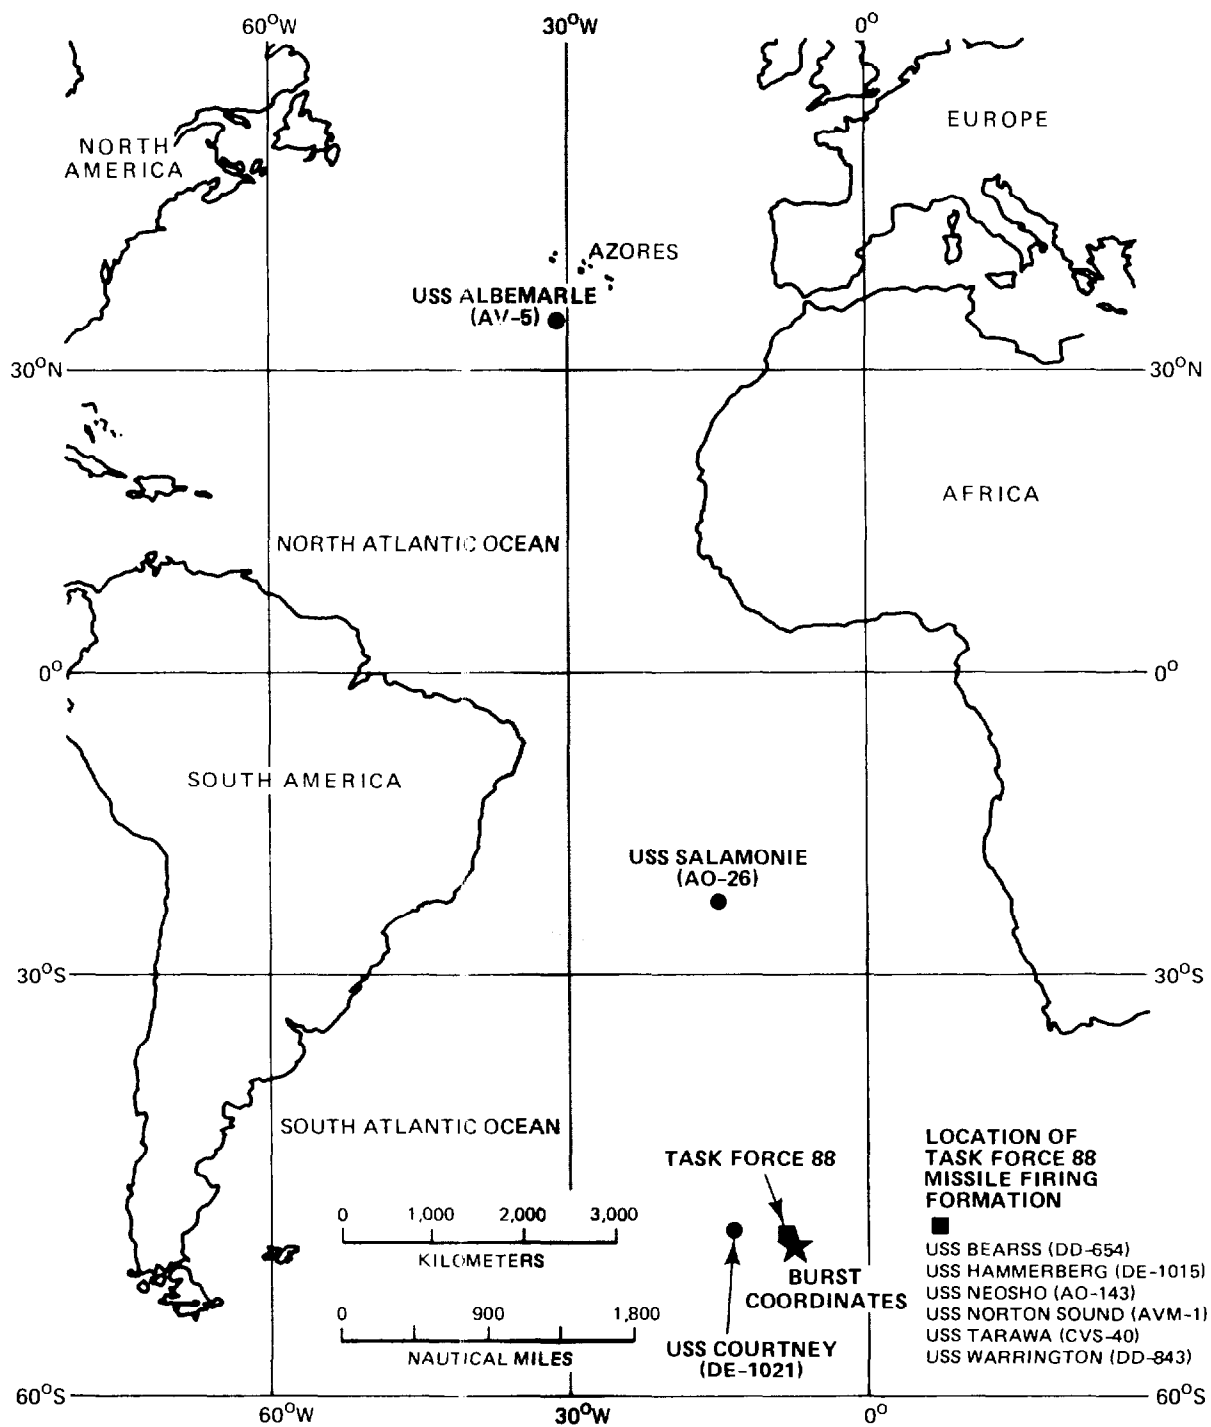 60°W 30°W 0°
NORTH
AMERICA
EUROPE
AZORES
USS ALBEMARLE
(AV-5)
30°N 30°N
AFRICA
NORTH ATLANTIC OCEAN
0° 0°
SOUTH AMERICA
USS SALAMONIE
(AO-26)
30°S 30°S
SOUTH ATLANTIC OCEAN
TASK FORCE 88
LOCATION OF
TASK FORCE 88
MISSILE FIRING
FORMATION
0 1,000 2,000 3,000
KILOMETERS
BURST
COORDINATES
USS BEARSS (DD-654)
USS HAMMERBERG (DE-1015)
USS NEOSHO (AO-143)
USS NORTON SOUND (AVM-1)
USS TARAWA (CVS-40)
USS WARRINGTON (DD-843)
0 900 1,800
NAUTICAL MILES
USS COURTNEY
(DE-1021)
60°S 60°S
60°W 30°W 0°